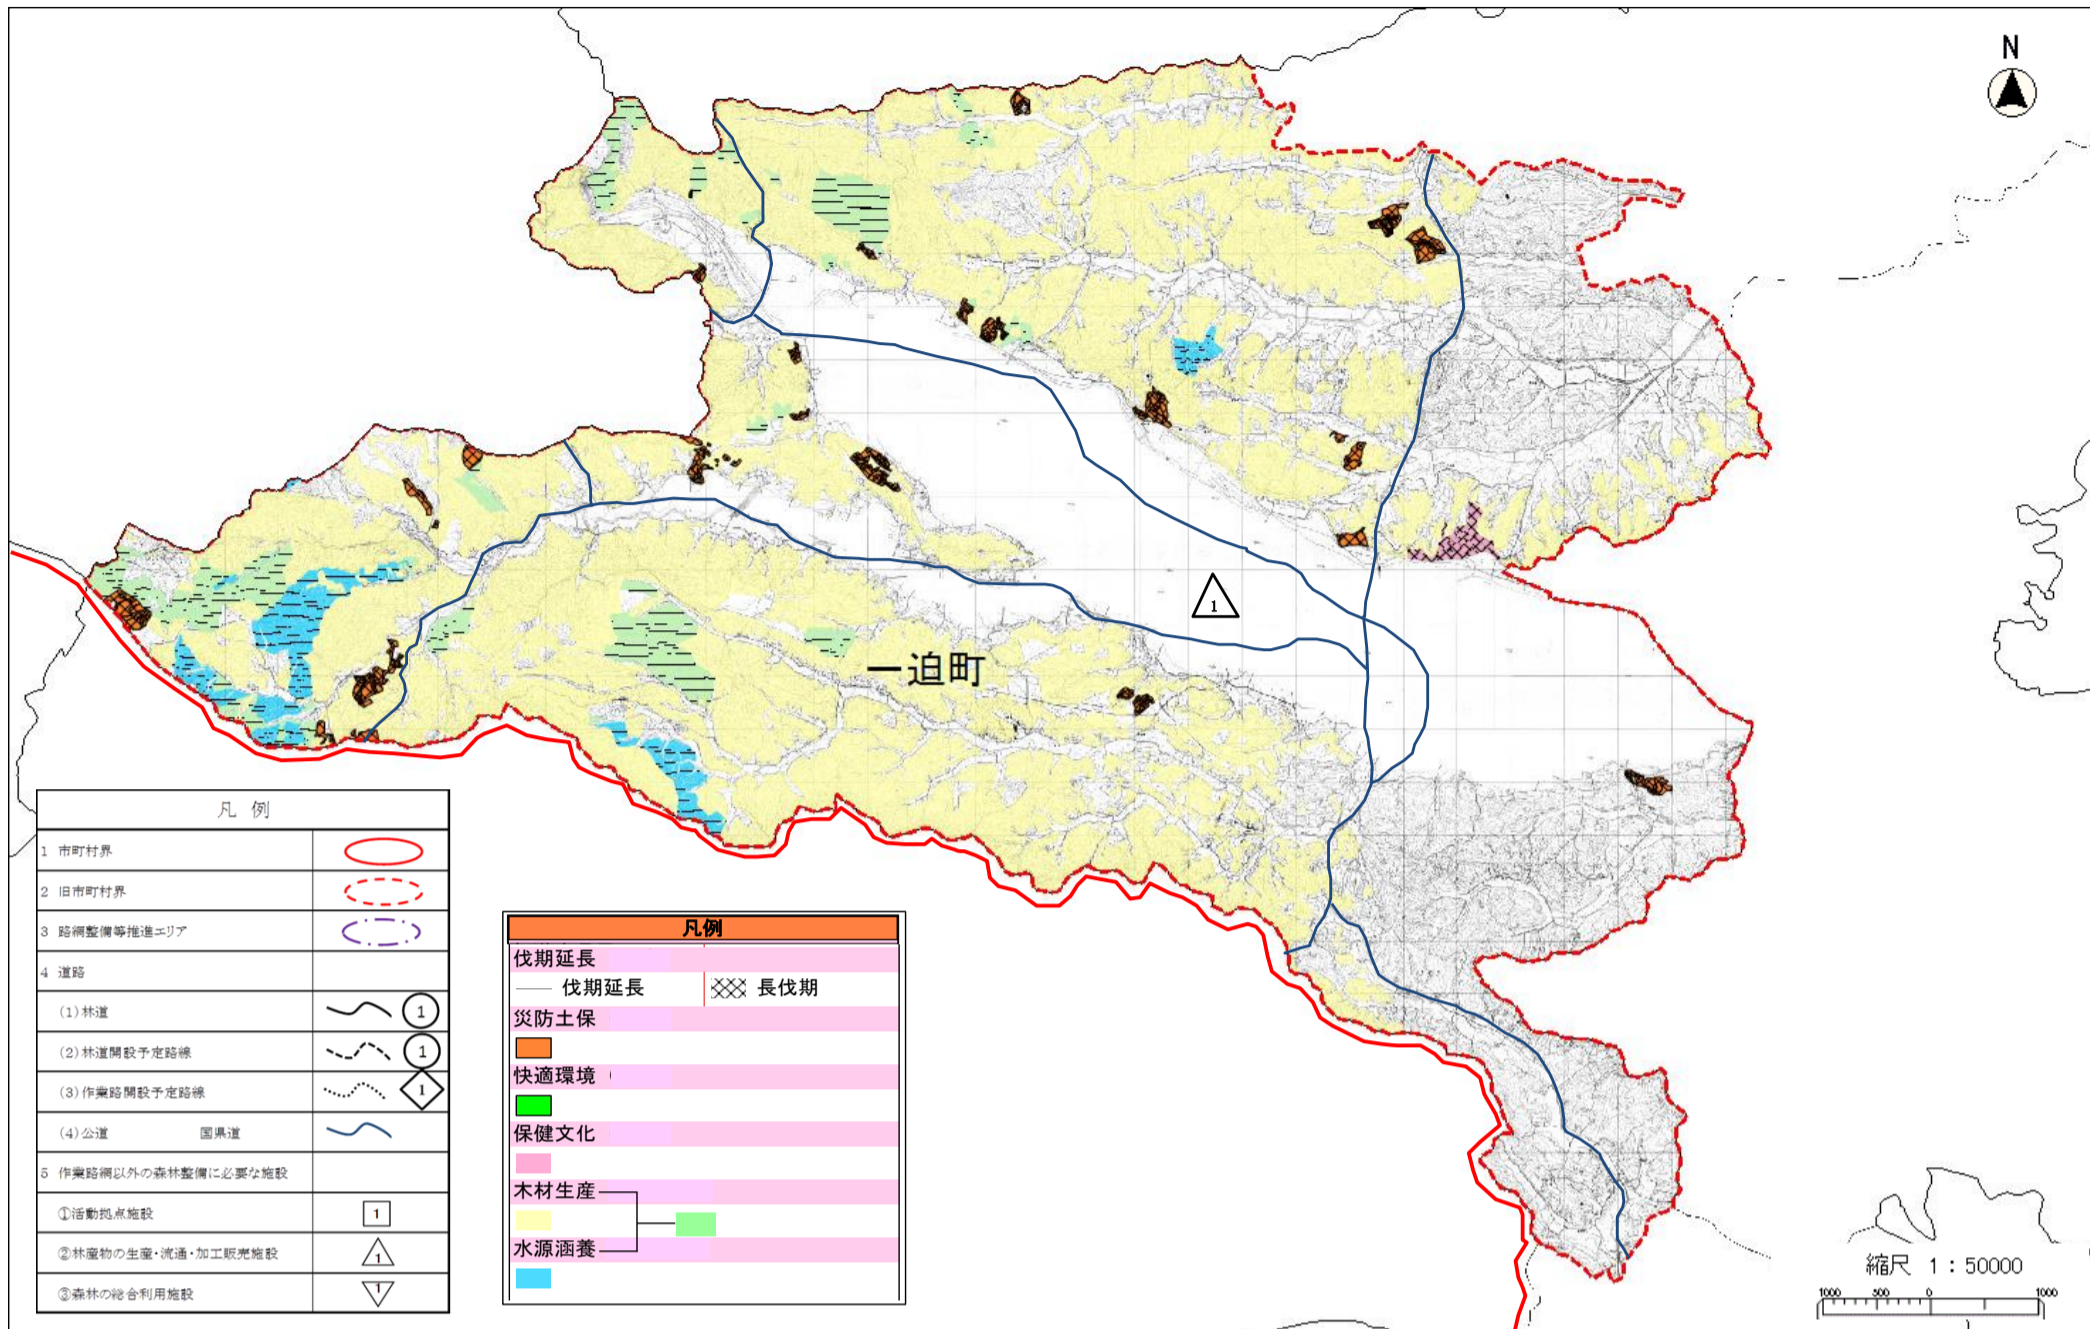 N
1
一迫町
凡 例
1 市町村界
2 旧市町村界
3 路網整備等推進エリア
4 道路
(1)林道 1
(2)林道開設予定路線 1
(3)作業路開設予定路線 1
(4)公道 国県道
5 作業路網以外の森林整備に必要な施設
①活動拠点施設 1
②林産物の生産・流通・加工販売施設 1
③森林の総合利用施設 1
凡例
伐期延長
伐期延長 長伐期
災防土保
快適環境
保健文化
木材生産
水源涵養
縮尺 1:50000
1000 500 0 1000